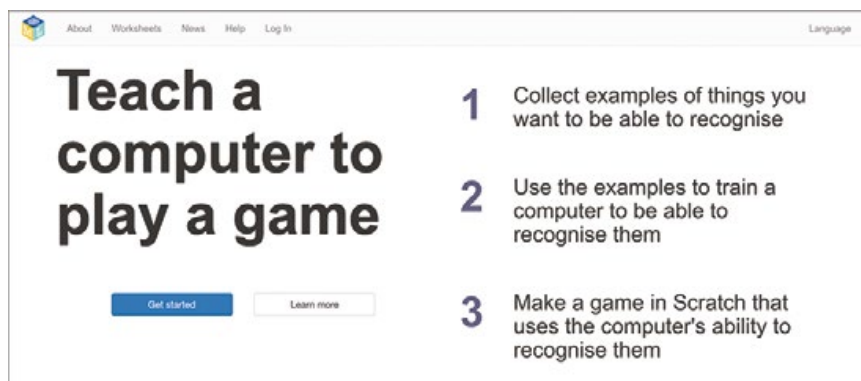 About Worksheets News Help Log In Language
Teach a
computer to
play a game
Get started Learn more
1 Collect examples of things you
want to be able to recognise
2 Use the examples to train a
computer to be able to
recognise them
3 Make a game in Scratch that
uses the computer's ability to
recognise them